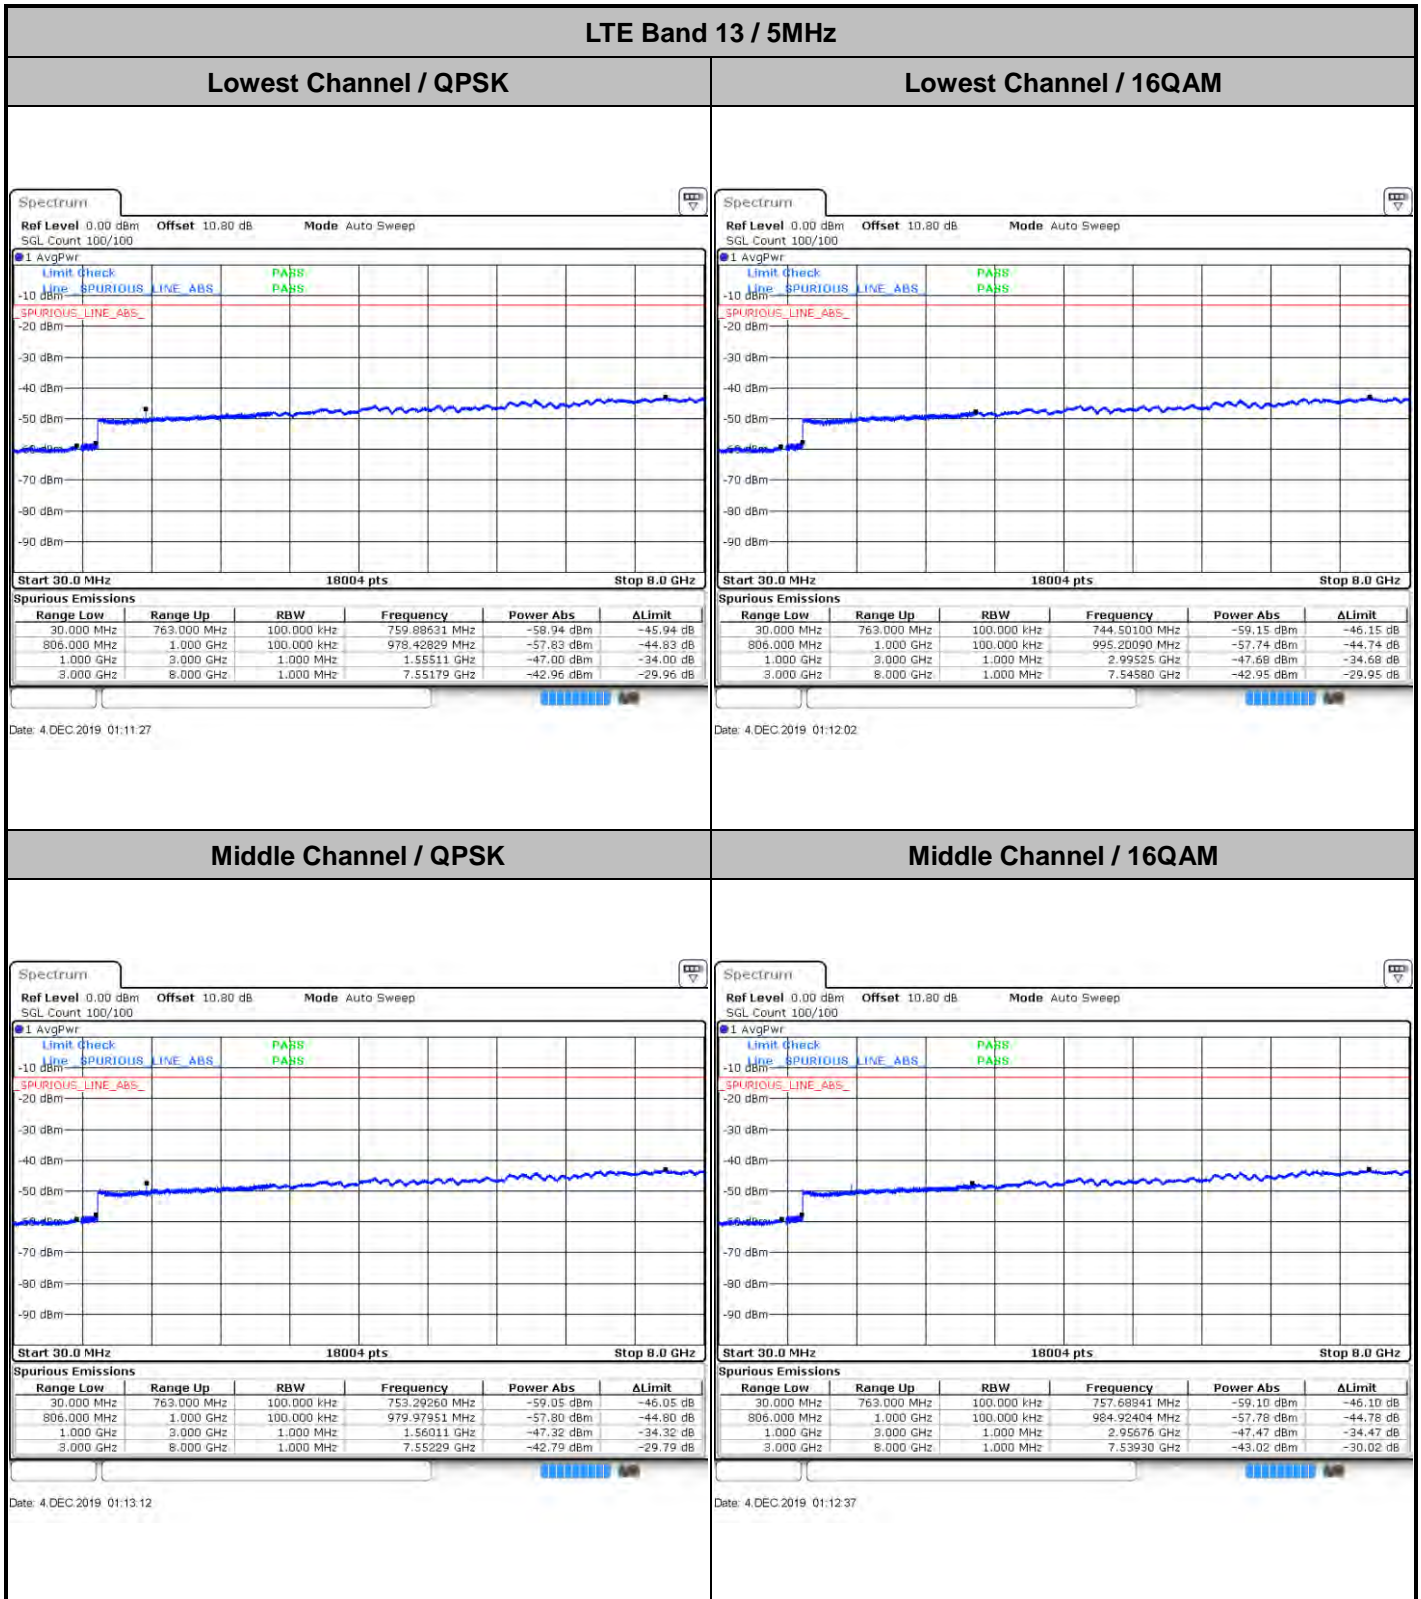 LTE Band 13 / 5MHz
Lowest Channel / QPSK
Lowest Channel / 16QAM
Spectrum
Ref Level 0.00 dBm Offset 10.80 dB Mode Auto Sweep
SGL Count 100/100
1 AvgPwr
Limit Check PASS
Line _SPURIOUS_LINE_ABS_ PASS
-10 dBm
_SPURIOUS_LINE_ABS_
-20 dBm
-30 dBm
-40 dBm
-50 dBm
-60 dBm
-70 dBm
-80 dBm
-90 dBm
Start 30.0 MHz 18004 pts Stop 8.0 GHz
Spurious Emissions
Range Low Range Up RBW Frequency Power Abs ΔLimit
30.000 MHz 763.000 MHz 100.000 kHz 759.88631 MHz -58.94 dBm -45.94 dB
806.000 MHz 1.000 GHz 100.000 kHz 978.42829 MHz -57.83 dBm -44.83 dB
1.000 GHz 3.000 GHz 1.000 MHz 1.55511 GHz -47.00 dBm -34.00 dB
3.000 GHz 8.000 GHz 1.000 MHz 7.55179 GHz -42.96 dBm -29.96 dB
Date: 4.DEC.2019 01:11:27
Spectrum
Ref Level 0.00 dBm Offset 10.80 dB Mode Auto Sweep
SGL Count 100/100
1 AvgPwr
Limit Check PASS
Line _SPURIOUS_LINE_ABS_ PASS
-10 dBm
_SPURIOUS_LINE_ABS_
-20 dBm
-30 dBm
-40 dBm
-50 dBm
-60 dBm
-70 dBm
-80 dBm
-90 dBm
Start 30.0 MHz 18004 pts Stop 8.0 GHz
Spurious Emissions
Range Low Range Up RBW Frequency Power Abs ΔLimit
30.000 MHz 763.000 MHz 100.000 kHz 744.50100 MHz -59.15 dBm -46.15 dB
806.000 MHz 1.000 GHz 100.000 kHz 995.20090 MHz -57.74 dBm -44.74 dB
1.000 GHz 3.000 GHz 1.000 MHz 2.99525 GHz -47.68 dBm -34.68 dB
3.000 GHz 8.000 GHz 1.000 MHz 7.54580 GHz -42.95 dBm -29.95 dB
Date: 4.DEC.2019 01:12:02
Middle Channel / QPSK
Middle Channel / 16QAM
Spectrum
Ref Level 0.00 dBm Offset 10.80 dB Mode Auto Sweep
SGL Count 100/100
1 AvgPwr
Limit Check PASS
Line _SPURIOUS_LINE_ABS_ PASS
-10 dBm
_SPURIOUS_LINE_ABS_
-20 dBm
-30 dBm
-40 dBm
-50 dBm
-60 dBm
-70 dBm
-80 dBm
-90 dBm
Start 30.0 MHz 18004 pts Stop 8.0 GHz
Spurious Emissions
Range Low Range Up RBW Frequency Power Abs ΔLimit
30.000 MHz 763.000 MHz 100.000 kHz 753.29260 MHz -59.05 dBm -46.05 dB
806.000 MHz 1.000 GHz 100.000 kHz 979.97951 MHz -57.80 dBm -44.80 dB
1.000 GHz 3.000 GHz 1.000 MHz 1.56011 GHz -47.32 dBm -34.32 dB
3.000 GHz 8.000 GHz 1.000 MHz 7.55229 GHz -42.79 dBm -29.79 dB
Date: 4.DEC.2019 01:13:12
Spectrum
Ref Level 0.00 dBm Offset 10.80 dB Mode Auto Sweep
SGL Count 100/100
1 AvgPwr
Limit Check PASS
Line _SPURIOUS_LINE_ABS_ PASS
-10 dBm
_SPURIOUS_LINE_ABS_
-20 dBm
-30 dBm
-40 dBm
-50 dBm
-60 dBm
-70 dBm
-80 dBm
-90 dBm
Start 30.0 MHz 18004 pts Stop 8.0 GHz
Spurious Emissions
Range Low Range Up RBW Frequency Power Abs ΔLimit
30.000 MHz 763.000 MHz 100.000 kHz 757.68841 MHz -59.10 dBm -46.10 dB
806.000 MHz 1.000 GHz 100.000 kHz 984.92404 MHz -57.78 dBm -44.78 dB
1.000 GHz 3.000 GHz 1.000 MHz 2.95676 GHz -47.47 dBm -34.47 dB
3.000 GHz 8.000 GHz 1.000 MHz 7.53930 GHz -43.02 dBm -30.02 dB
Date: 4.DEC.2019 01:12:37